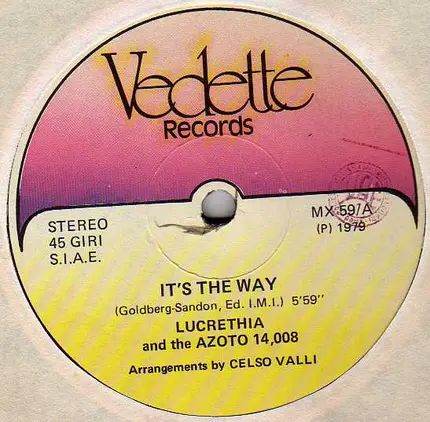 Vedette
Records
STEREO
45 GIRI
S.I.A.E.
MX 59/A
(P) 1979
IT'S THE WAY
(Goldberg-Sandon, Ed. I.M.I.) 5'59''
LUCRETHIA
and the AZOTO 14,008
Arrangements by CELSO VALLI